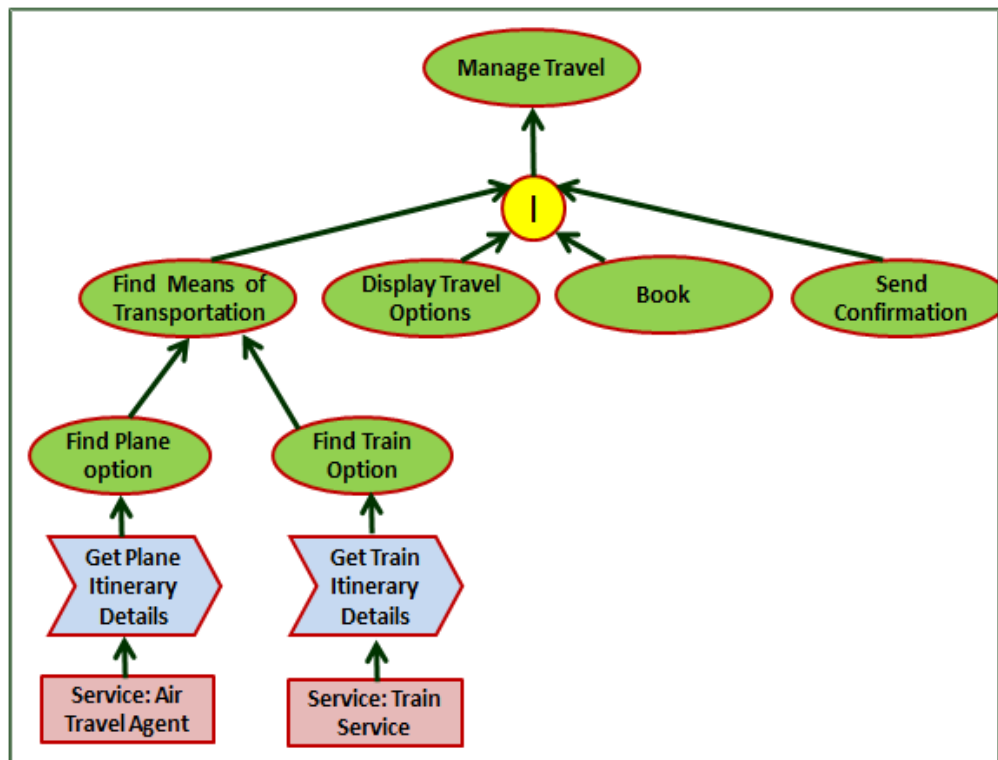 Manage Travel
I
Find Means of
Transportation
Display Travel
Options
Book
Send
Confirmation
Find Plane
option
Find Train
Option
Get Plane
Itinerary
Details
Get Train
Itinerary
Details
Service: Air
Travel Agent
Service: Train
Service